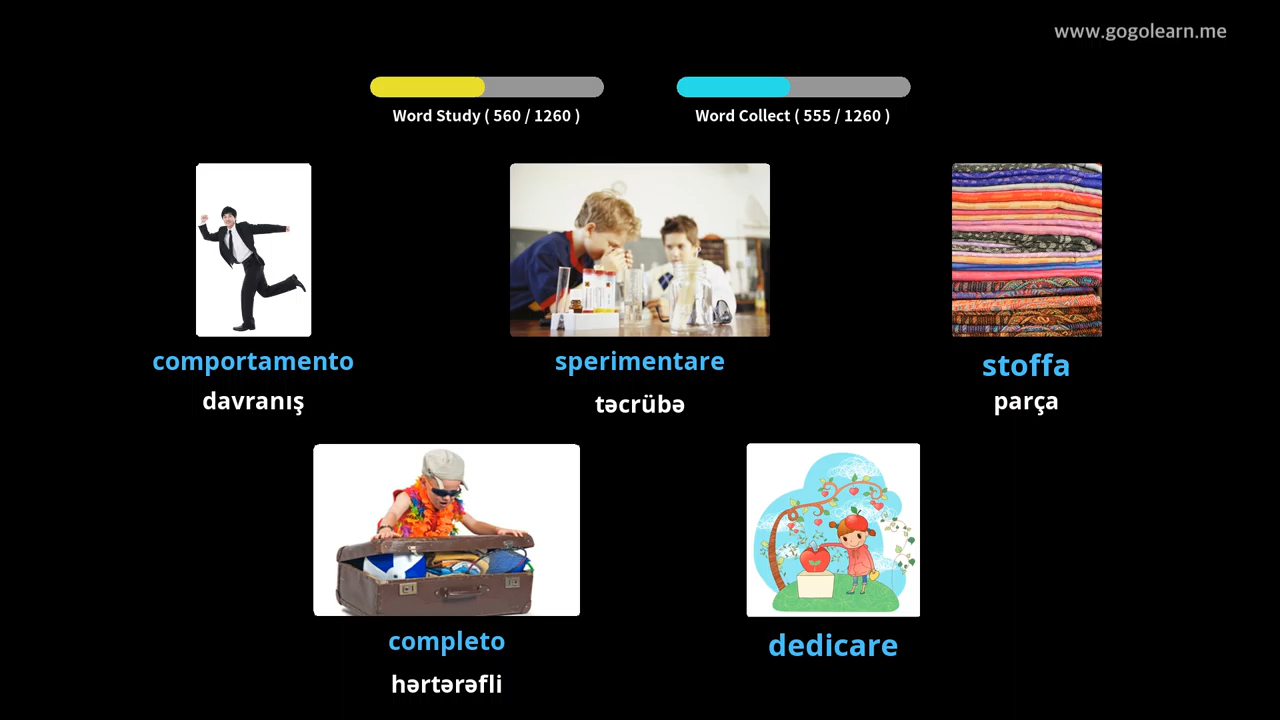 www.gogolearn.me
Word Study ( 560 / 1260 )
Word Collect ( 555 / 1260 )
comportamento
davranış
sperimentare
təcrübə
stoffa
parça
completo
hərtərəfli
dedicare